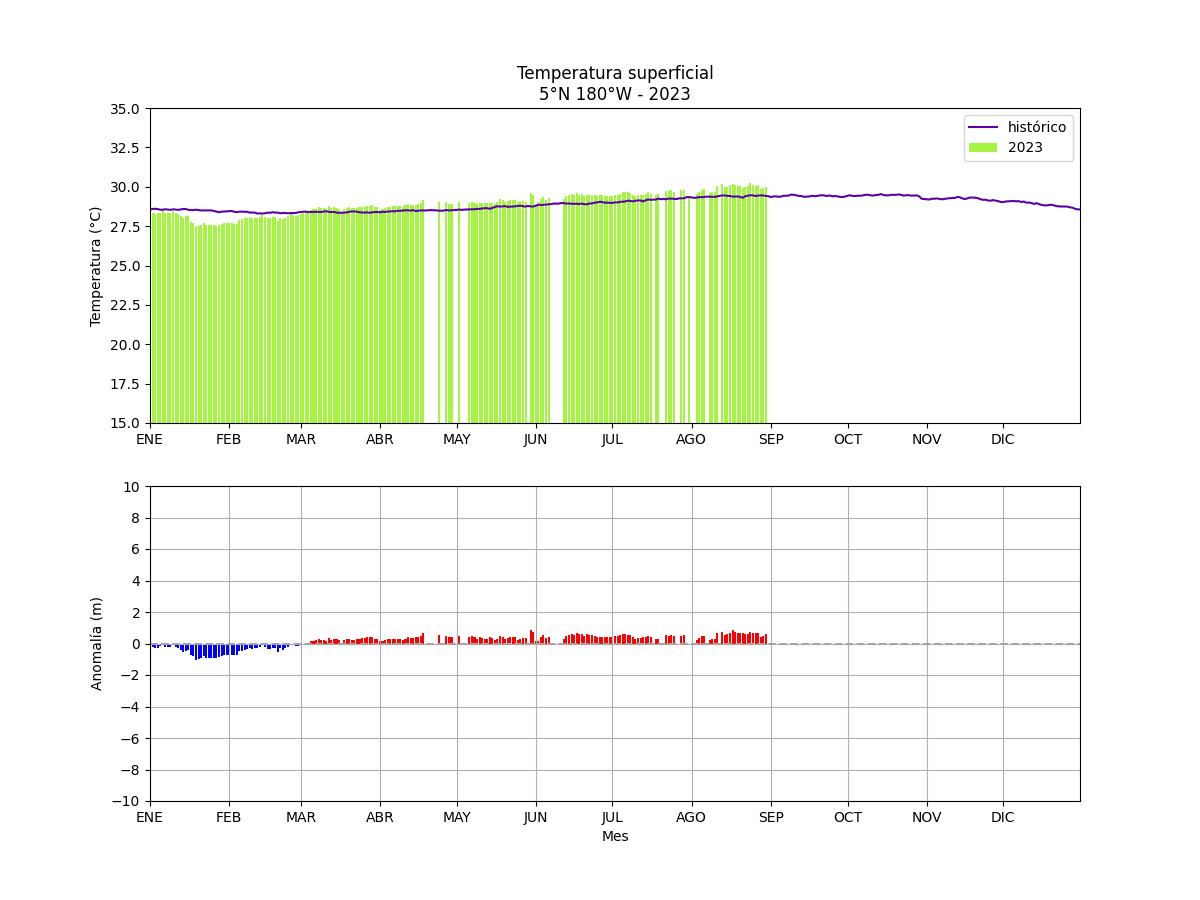 Temperatura superficial
5°N 180°W - 2023
35.0
32.5
30.0
27.5
25.0
22.5
20.0
17.5
15.0
Temperatura (°C)
histórico
2023
ENE FEB MAR ABR MAY JUN JUL AGO SEP OCT NOV DIC
10
8
6
4
2
0
−2
−4
−6
−8
−10
Anomalía (m)
ENE FEB MAR ABR MAY JUN JUL AGO SEP OCT NOV DIC
Mes